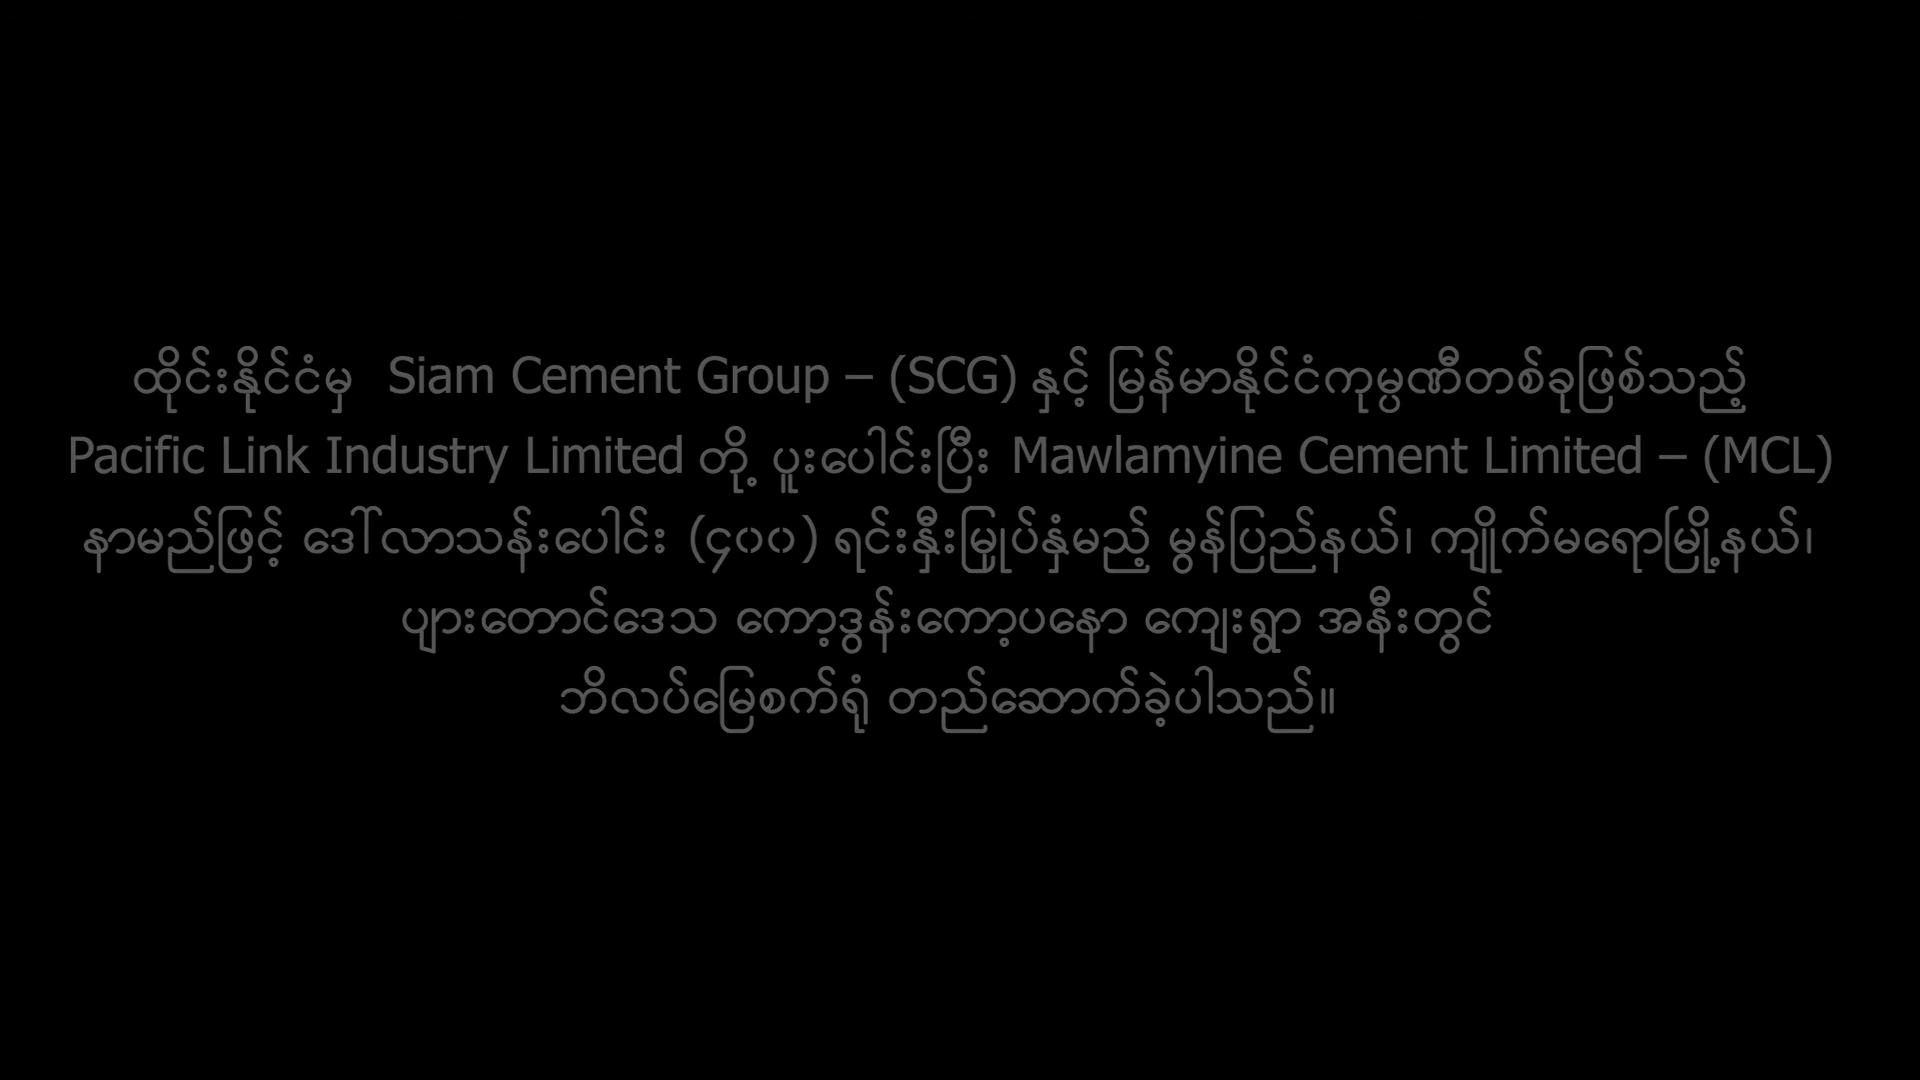 ထိုင်းနိုင်ငံမှ  Siam Cement Group – (SCG) နှင့် မြန်မာနိုင်ငံကုမ္ပဏီတစ်ခုဖြစ်သည့်
Pacific Link Industry Limited တို့ ပူးပေါင်းပြီး Mawlamyine Cement Limited – (MCL)
နာမည်ဖြင့် ဒေါ်လာသန်းပေါင်း (၄၀၀) ရင်းနှီးမြှုပ်နှံမည့် မွန်ပြည်နယ်၊ ကျိုက်မရောမြို့နယ်၊
ပျားတောင်ဒေသ ကော့ဒွန်းကော့ပနော ကျေးရွာ အနီးတွင်
ဘိလပ်မြေစက်ရုံ တည်ဆောက်ခဲ့ပါသည်။